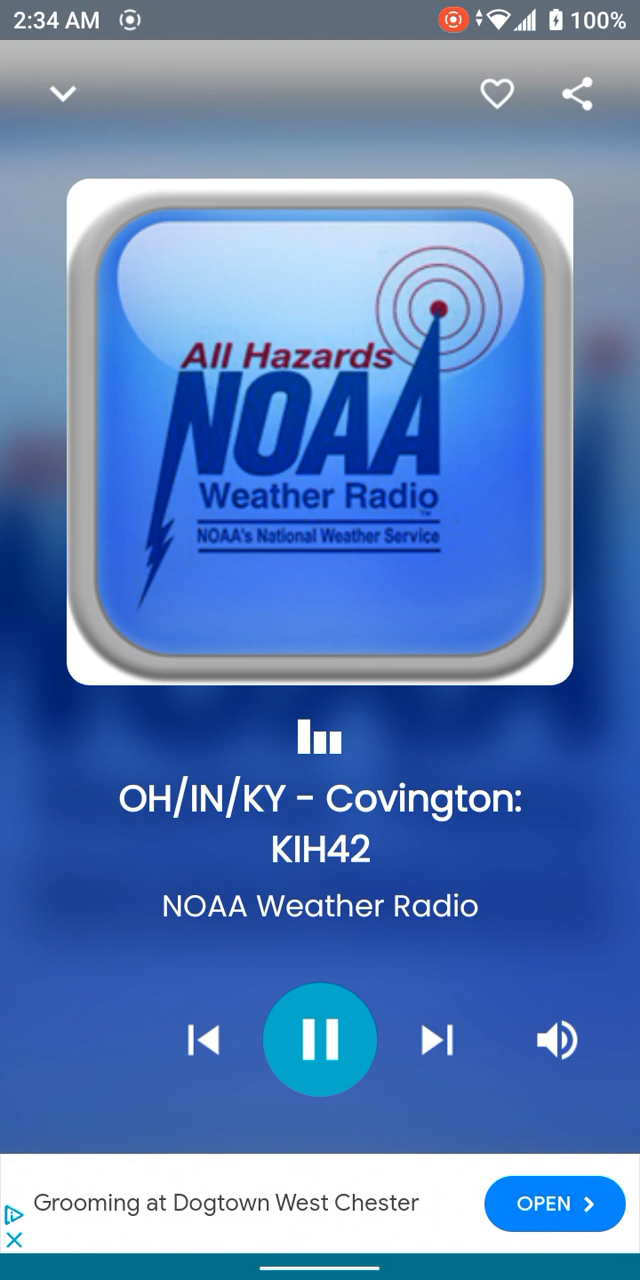 2:34 AM 100%
All Hazards
NOAA
Weather Radio
TM
NOAA's National Weather Service
OH/IN/KY - Covington:
KIH42
NOAA Weather Radio
Grooming at Dogtown West Chester
OPEN